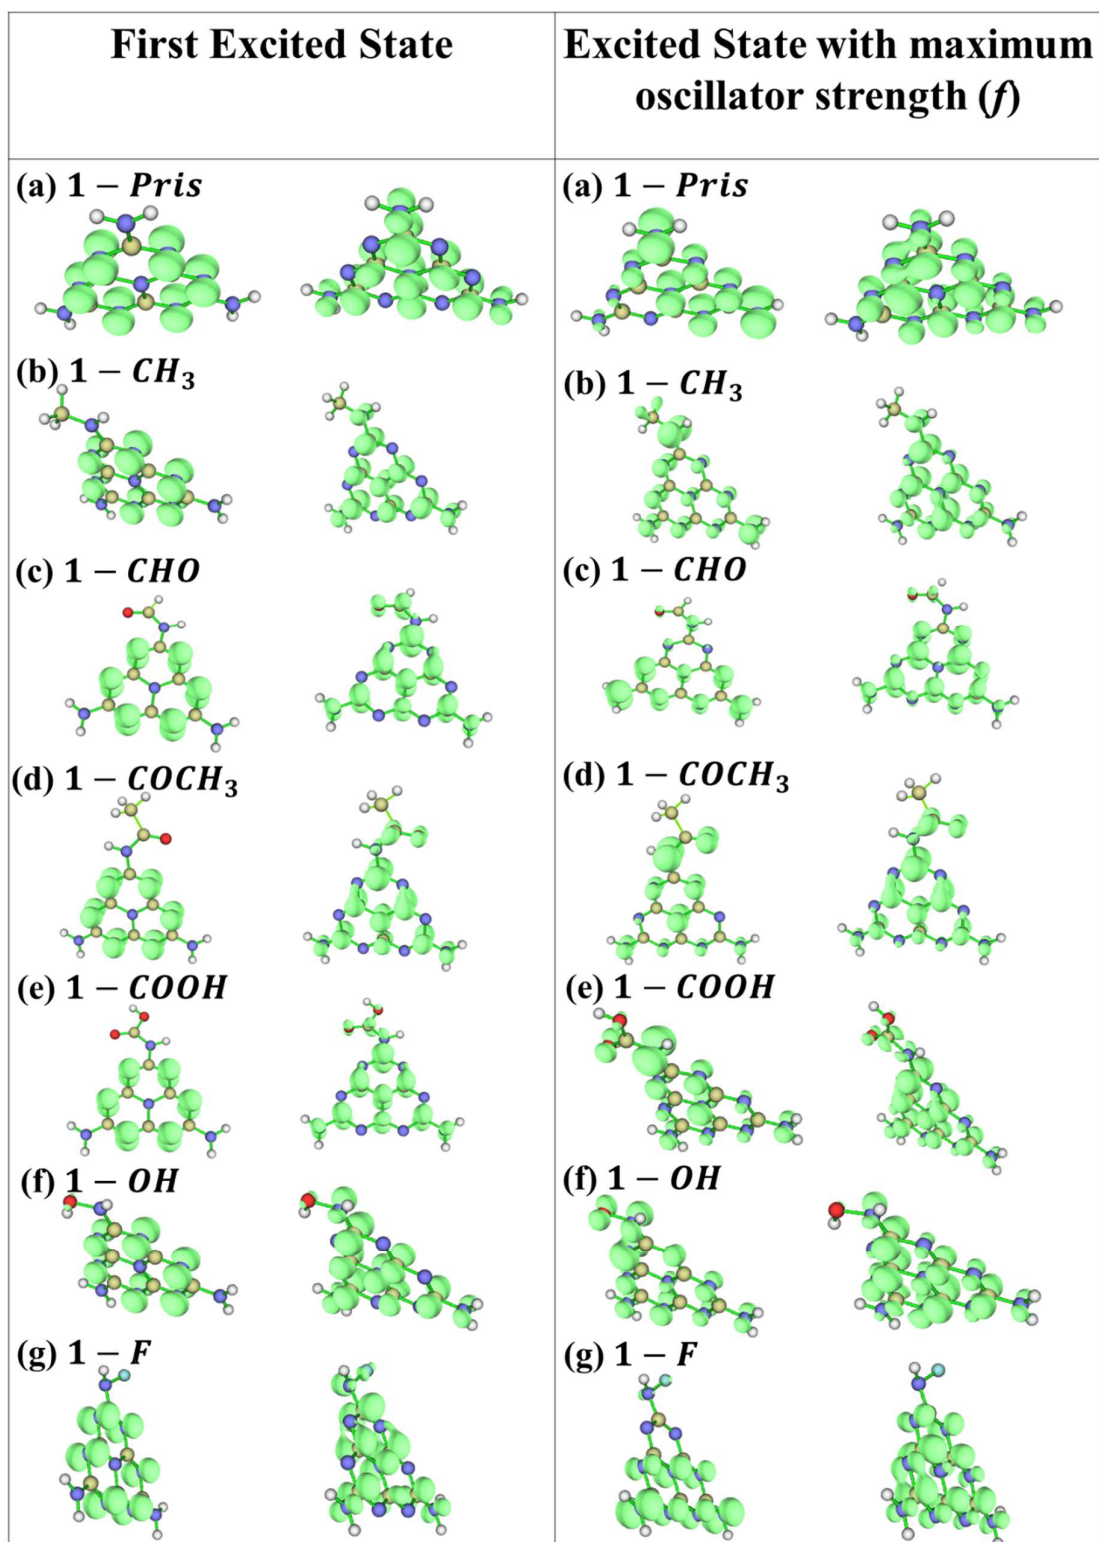 First Excited State
Excited State with maximum
oscillator strength (f)
(a) 1 − Pris
(a) 1 − Pris
(b) 1 − CH₃
(b) 1 − CH₃
(c) 1 − CHO
(c) 1 − CHO
(d) 1 − COCH₃
(d) 1 − COCH₃
(e) 1 − COOH
(e) 1 − COOH
(f) 1 − OH
(f) 1 − OH
(g) 1 − F
(g) 1 − F